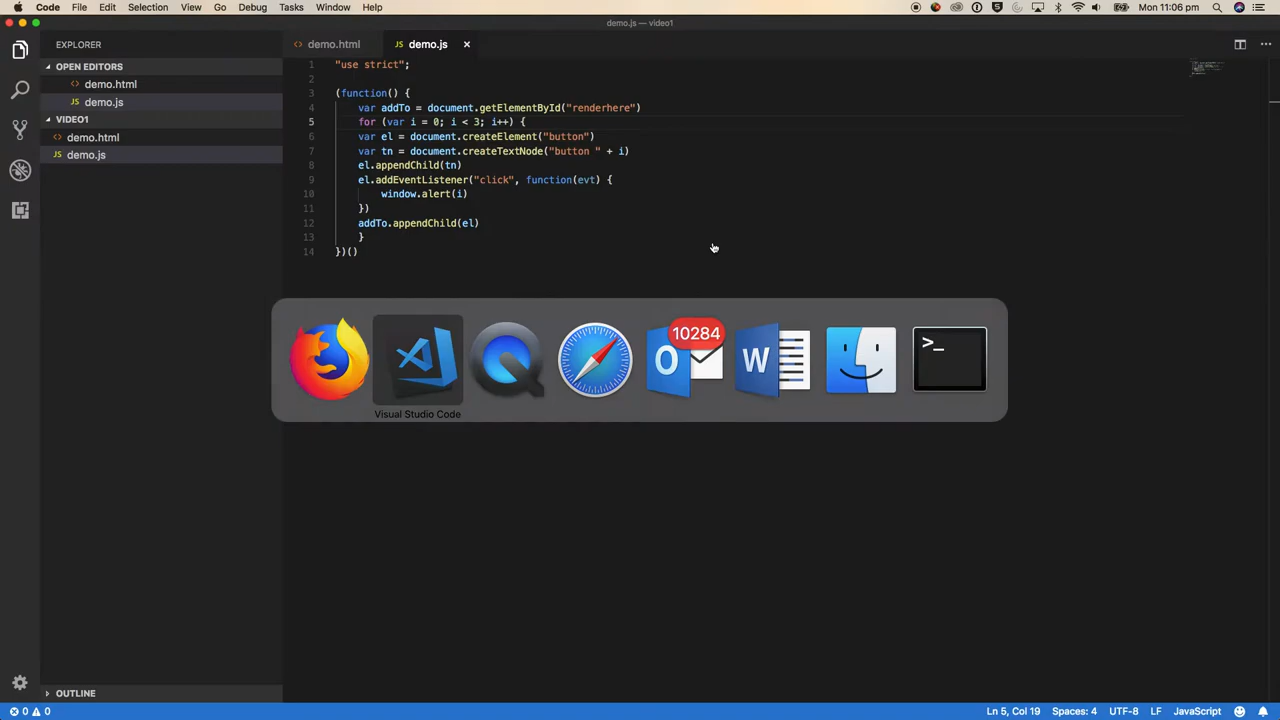 Code File Edit Selection View Go Debug Tasks Window Help
5
Mon 11:06 pm
demo.js — video1
EXPLORER
demo.html
JS demo.js
OPEN EDITORS
demo.html
JS demo.js
VIDEO1
demo.html
JS demo.js
1 "use strict";
2
3 (function() {
4 var addTo = document.getElementById("renderhere")
5 for (var i = 0; i < 3; i++) {
6 var el = document.createElement("button")
7 var tn = document.createTextNode("button " + i)
8 el.appendChild(tn)
9 el.addEventListener("click", function(evt) {
10 window.alert(i)
11 })
12 addTo.appendChild(el)
13 }
14 })()
10284
O
W
>_
Visual Studio Code
OUTLINE
0 0
Ln 5, Col 19 Spaces: 4 UTF-8 LF JavaScript